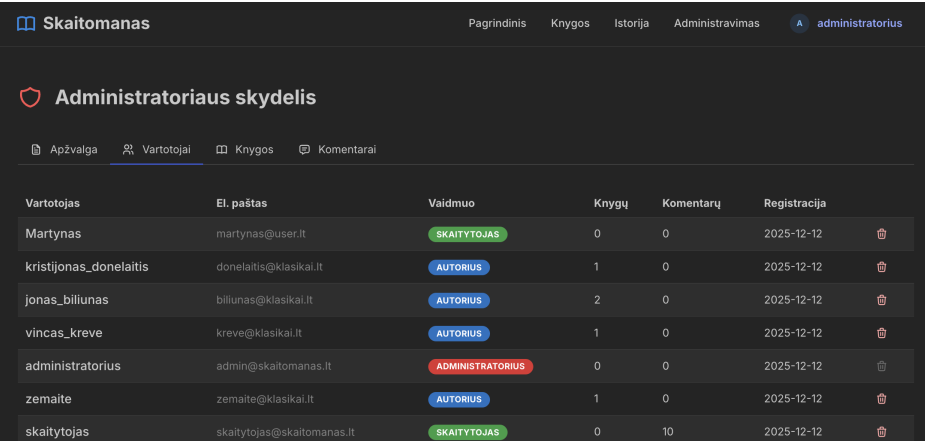 Skaitomanas Pagrindinis Knygos Istorija Administravimas A administratorius
Administratoriaus skydelis
Apžvalga Vartotojai Knygos Komentarai
Vartotojas El. paštas Vaidmuo Knygų Komentarų Registracija
Martynas martynas@user.lt SKAITYTOJAS 0 0 2025-12-12
kristijonas_donelaitis donelaitis@klasikai.lt AUTORIUS 1 0 2025-12-12
jonas_biliunas biliunas@klasikai.lt AUTORIUS 2 0 2025-12-12
vincas_kreve kreve@klasikai.lt AUTORIUS 1 0 2025-12-12
administratorius admin@skaitomanas.lt ADMINISTRATORIUS 0 0 2025-12-12
zemaite zemaite@klasikai.lt AUTORIUS 1 0 2025-12-12
skaitytojas skaitytojas@skaitomanas.lt SKAITYTOJAS 0 10 2025-12-12